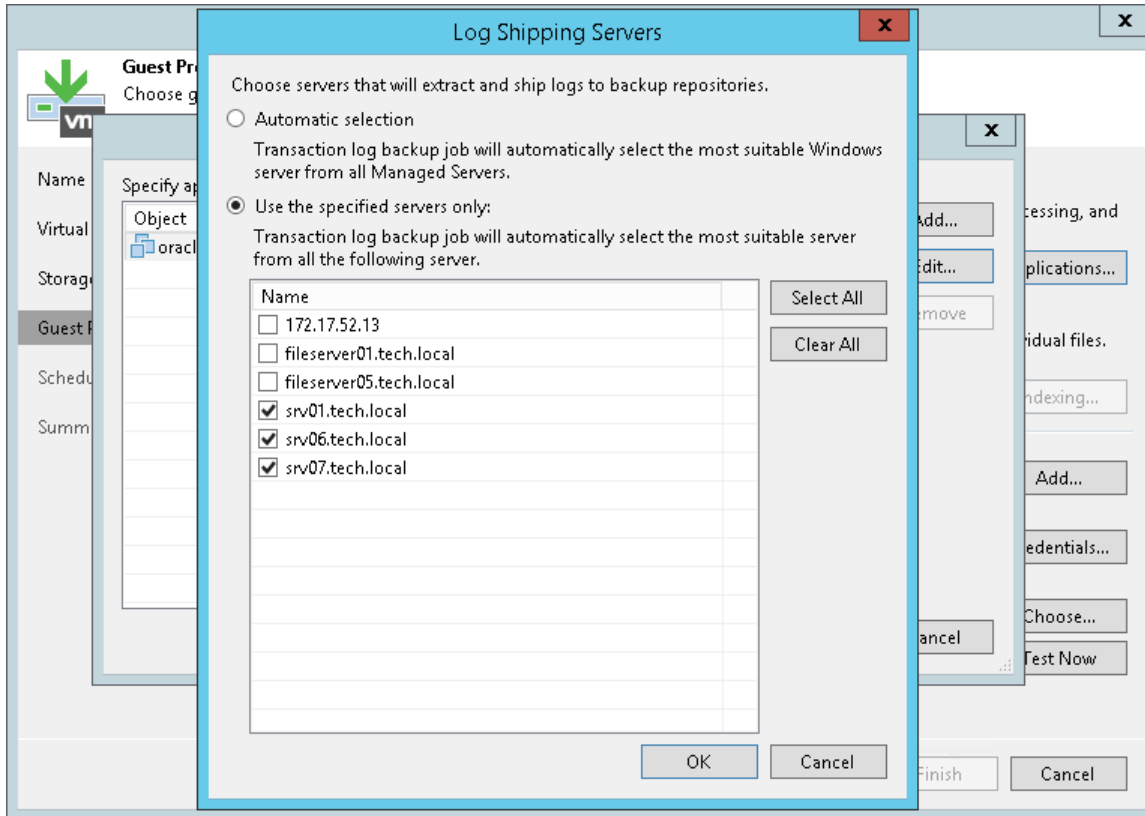 Log Shipping Servers
x
x
Guest Pr
Choose g
vm
Name
Virtual
Storag
Guest P
Schedu
Summ
x
Specify ap
Object
oracl
Choose servers that will extract and ship logs to backup repositories.
Automatic selection
Transaction log backup job will automatically select the most suitable Windows
server from all Managed Servers.
Use the specified servers only:
Transaction log backup job will automatically select the most suitable server
from all the following server.
Name
172.17.52.13
fileserver01.tech.local
fileserver05.tech.local
srv01.tech.local
srv06.tech.local
srv07.tech.local
Select All
Clear All
OK
Cancel
Add...
Edit...
emove
ancel
cessing, and
plications...
vidual files.
ndexing...
Add...
edentials...
Choose...
Test Now
Finish
Cancel